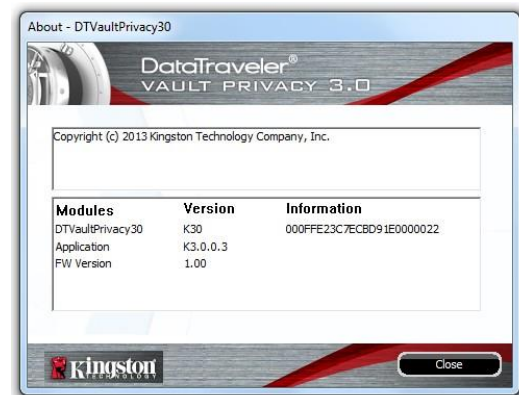 About - DTVaultPrivacy30
DataTraveler®
VAULT PRIVACY 3.0
Copyright (c) 2013 Kingston Technology Company, Inc.
Modules Version Information
DTVaultPrivacy30 K30 000FFE23C7ECBD91E0000022
Application K3.0.0.3
FW Version 1.00
Kingston
TECHNOLOGY
Close